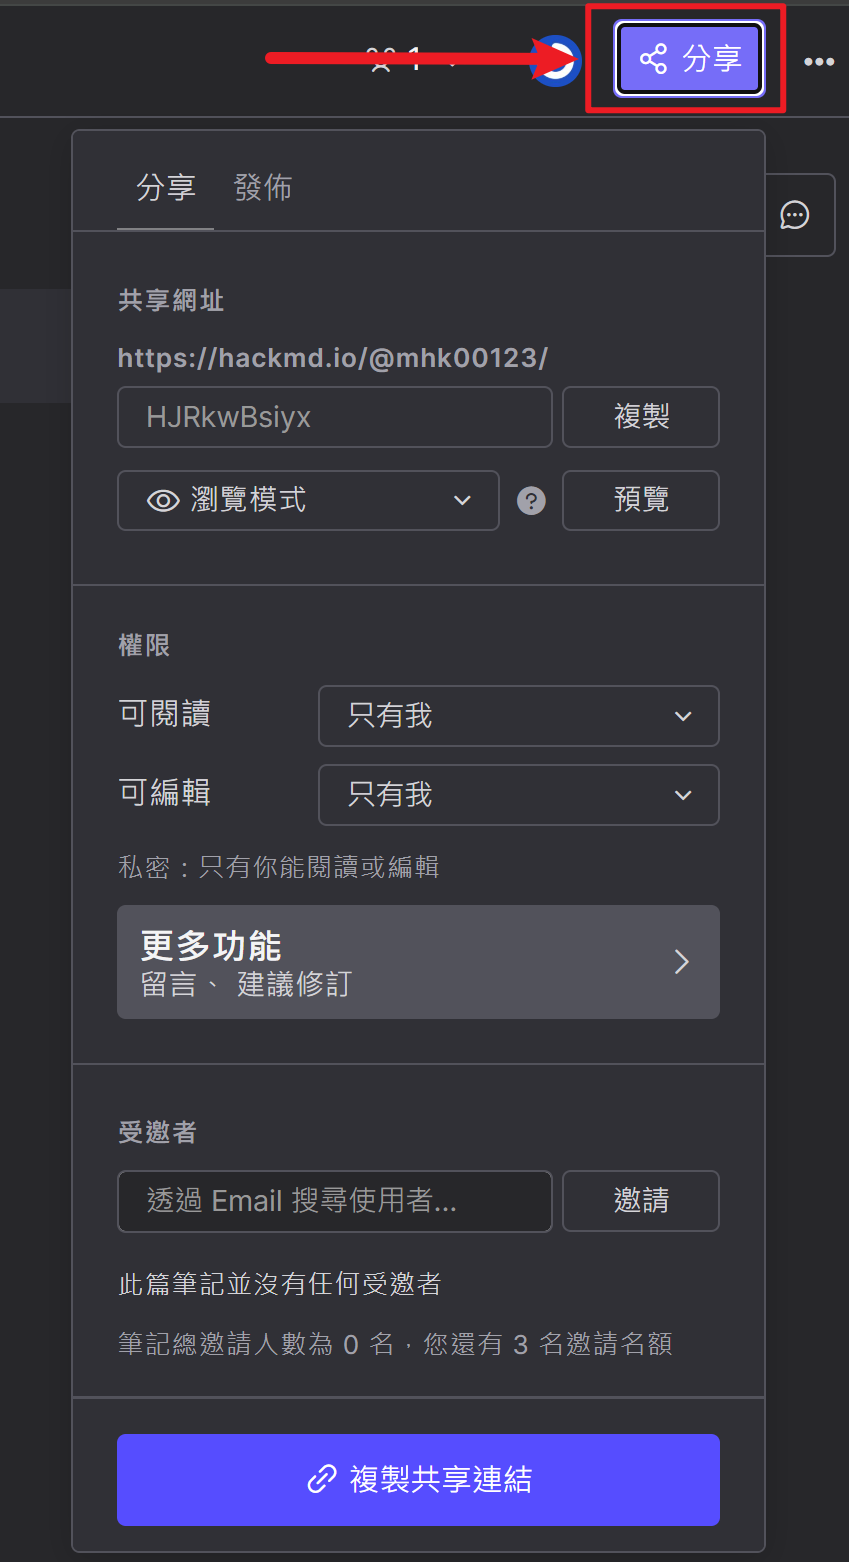 1
分享
分享 發佈
共享網址
https://hackmd.io/@mhk00123/
HJRkwBsiyx 複製
瀏覽模式 ? 預覽
權限
可閱讀 只有我
可編輯 只有我
私密：只有你能閱讀或編輯
更多功能
留言、 建議修訂
受邀者
透過 Email 搜尋使用者... 邀請
此篇筆記並沒有任何受邀者
筆記總邀請人數為 0 名，您還有 3 名邀請名額
複製共享連結